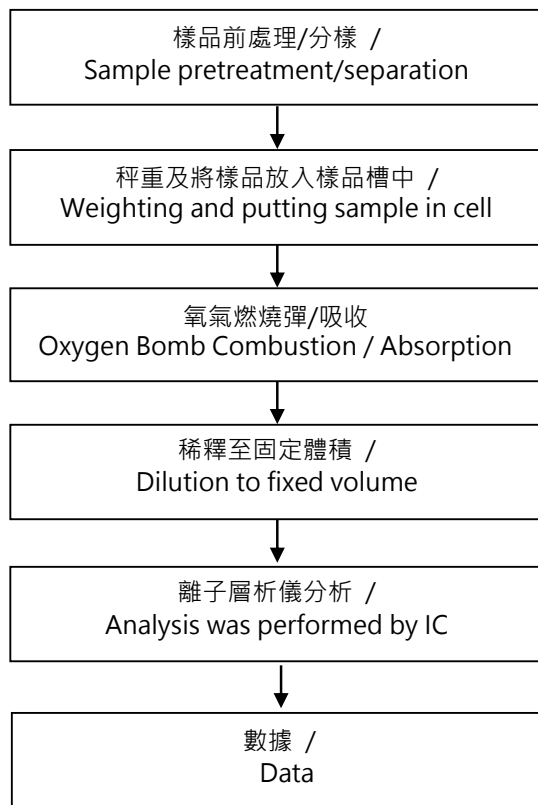 樣品前處理/分樣 /
Sample pretreatment/separation
秤重及將樣品放入樣品槽中 /
Weighting and putting sample in cell
氧氣燃燒彈/吸收
Oxygen Bomb Combustion / Absorption
稀釋至固定體積 /
Dilution to fixed volume
離子層析儀分析 /
Analysis was performed by IC
數據 /
Data